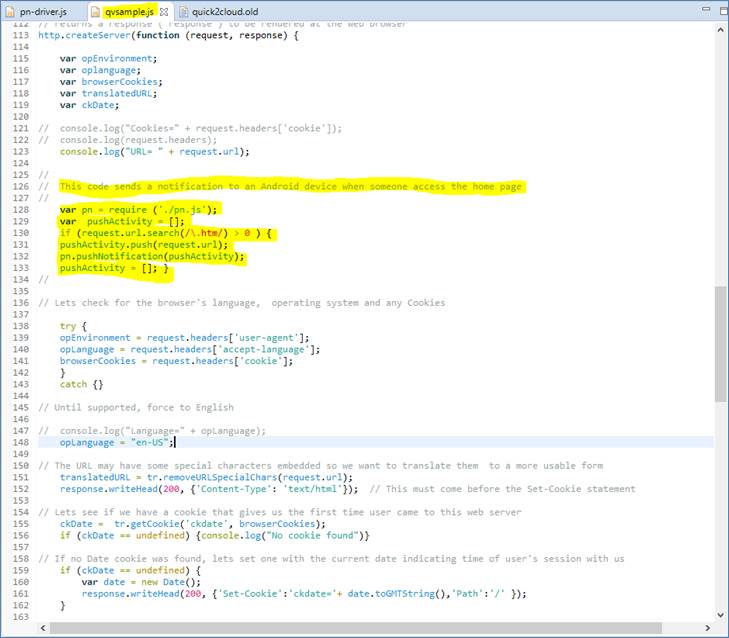 pn-driver.js qvsample.js quick2cloud.old
112 // returns a response ("response") to be rendered at the web browser
113 http.createServer(function (request, response) {
114
115 var opEnvironment;
116 var oplanguage;
117 var browserCookies;
118 var translatedURL;
119 var ckDate;
120
121 // console.log("Cookies=" + request.headers['cookie']);
122 // console.log(request.headers);
123 console.log("URL= " + request.url);
124
125 //
126 // This code sends a notification to an Android device when someone access the home page
127 //
128 var pn = require ('./pn.js');
129 var pushActivity = [];
130 if (request.url.search(/\.htm/) > 0 ) {
131 pushActivity.push(request.url);
132 pn.pushNotification(pushActivity);
133 pushActivity = []; }
134 //
135
136 // Lets check for the browser's language, operating system and any Cookies
137
138 try {
139 opEnvironment = request.headers['user-agent'];
140 opLanguage = request.headers['accept-language'];
141 browserCookies = request.headers['cookie'];
142 }
143 catch {}
144
145 // Until supported, force to English
146
147 // console.log("Language=" + opLanguage);
148 opLanguage = "en-US";
149
150 // The URL may have some special characters embedded so we want to translate them to a more usable form
151 translatedURL = tr.removeURLSpecialChars(request.url);
152 response.writeHead(200, {'Content-Type': 'text/html'}); // This must come before the Set-Cookie statement
153
154 // Lets see if we have a cookie that gives us the first time user came to this web server
155 ckDate = tr.getCookie('ckdate', browserCookies);
156 if (ckDate == undefined) {console.log("No cookie found")}
157
158 // If no Date cookie was found, lets set one with the current date indicating time of user's session with us
159 if (ckDate == undefined) {
160 var date = new Date();
161 response.writeHead(200, {'Set-Cookie':'ckdate='+ date.toGMTString(),'Path':'/' });
162 }
163